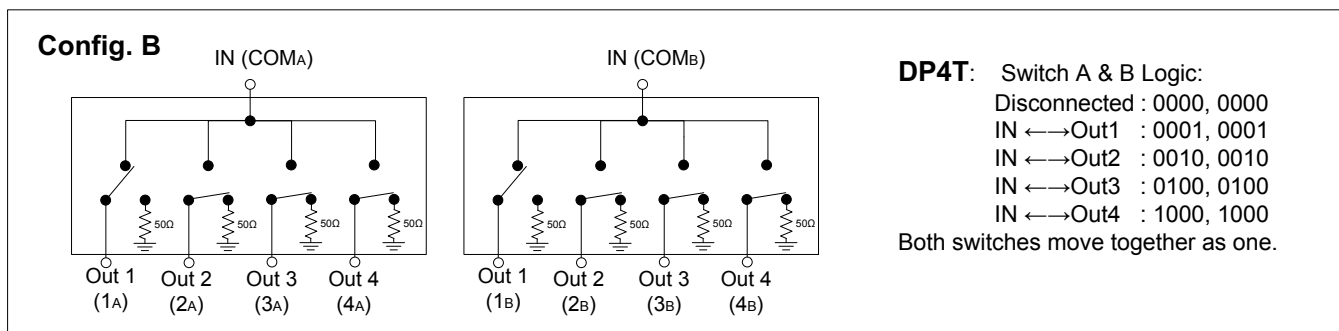 Config. B
IN (COMA)
50Ω 50Ω 50Ω 50Ω
Out 1 Out 2 Out 3 Out 4
(1A) (2A) (3A) (4A)
IN (COMB)
50Ω 50Ω 50Ω 50Ω
Out 1 Out 2 Out 3 Out 4
(1B) (2B) (3B) (4B)
DP4T: Switch A & B Logic:
Disconnected : 0000, 0000
IN ←→Out1 : 0001, 0001
IN ←→Out2 : 0010, 0010
IN ←→Out3 : 0100, 0100
IN ←→Out4 : 1000, 1000
Both switches move together as one.